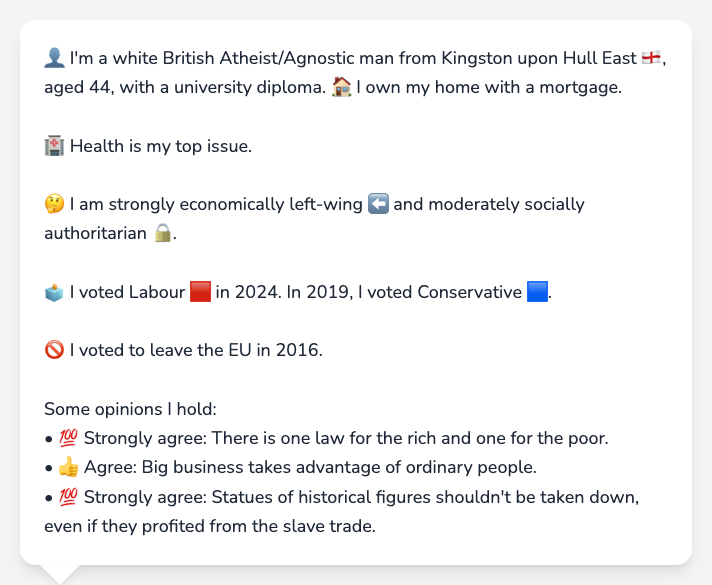 👤 I'm a white British Atheist/Agnostic man from Kingston upon Hull East 🏴󠁧󠁢󠁥󠁮󠁧󠁿,
aged 44, with a university diploma. 🏠 I own my home with a mortgage.
🏥 Health is my top issue.
🤔 I am strongly economically left-wing ⬅️ and moderately socially
authoritarian 🔒.
🗳️ I voted Labour 🟥 in 2024. In 2019, I voted Conservative 🟦.
🚫 I voted to leave the EU in 2016.
Some opinions I hold:
• 💯 Strongly agree: There is one law for the rich and one for the poor.
• 👍 Agree: Big business takes advantage of ordinary people.
• 💯 Strongly agree: Statues of historical figures shouldn't be taken down,
even if they profited from the slave trade.